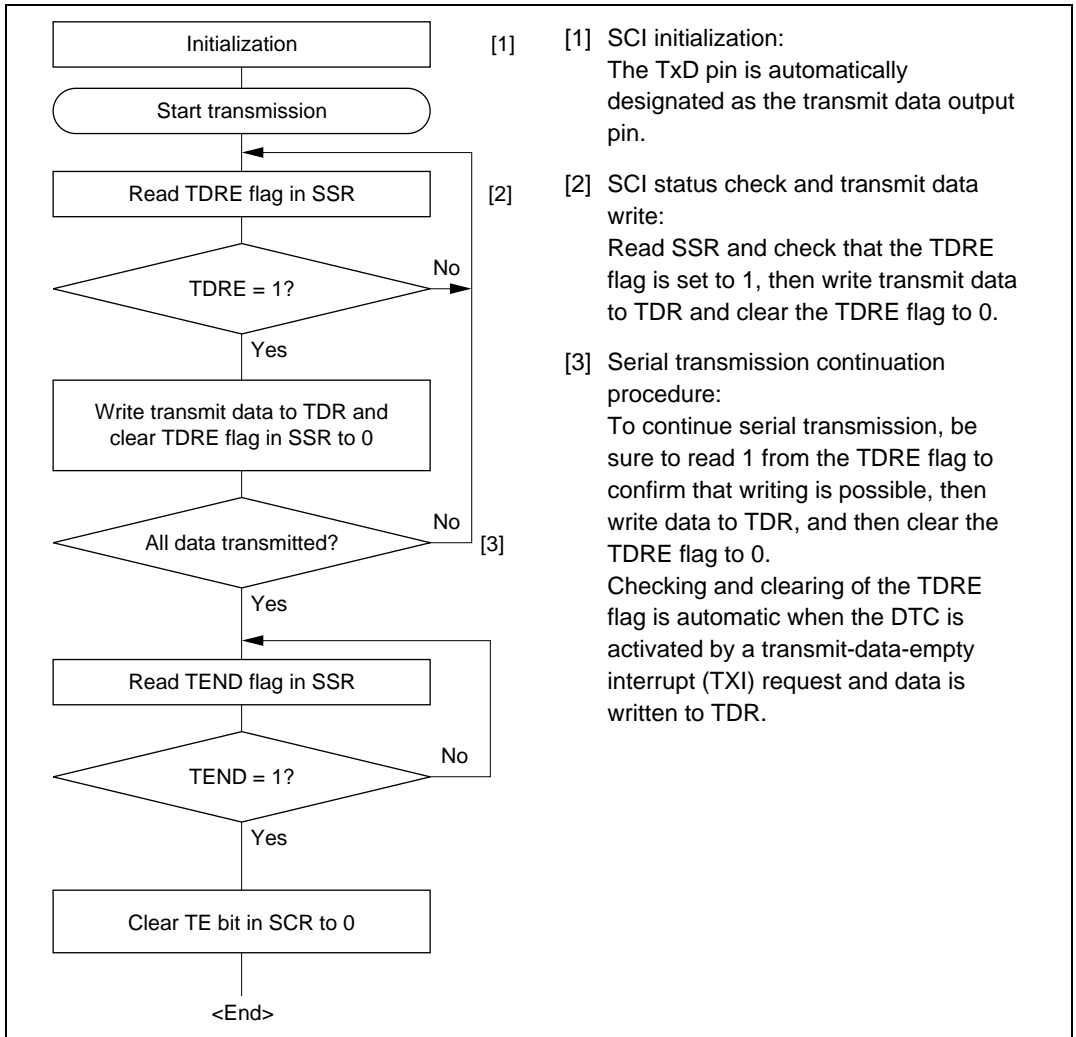 Initialization
[1]
Start transmission
Read TDRE flag in SSR
[2]
TDRE = 1?
No
Yes
Write transmit data to TDR and
clear TDRE flag in SSR to 0
All data transmitted?
No
[3]
Yes
Read TEND flag in SSR
TEND = 1?
No
Yes
Clear TE bit in SCR to 0
<End>
[1] SCI initialization:
The TxD pin is automatically
designated as the transmit data output
pin.
[2] SCI status check and transmit data
write:
Read SSR and check that the TDRE
flag is set to 1, then write transmit data
to TDR and clear the TDRE flag to 0.
[3] Serial transmission continuation
procedure:
To continue serial transmission, be
sure to read 1 from the TDRE flag to
confirm that writing is possible, then
write data to TDR, and then clear the
TDRE flag to 0.
Checking and clearing of the TDRE
flag is automatic when the DTC is
activated by a transmit-data-empty
interrupt (TXI) request and data is
written to TDR.